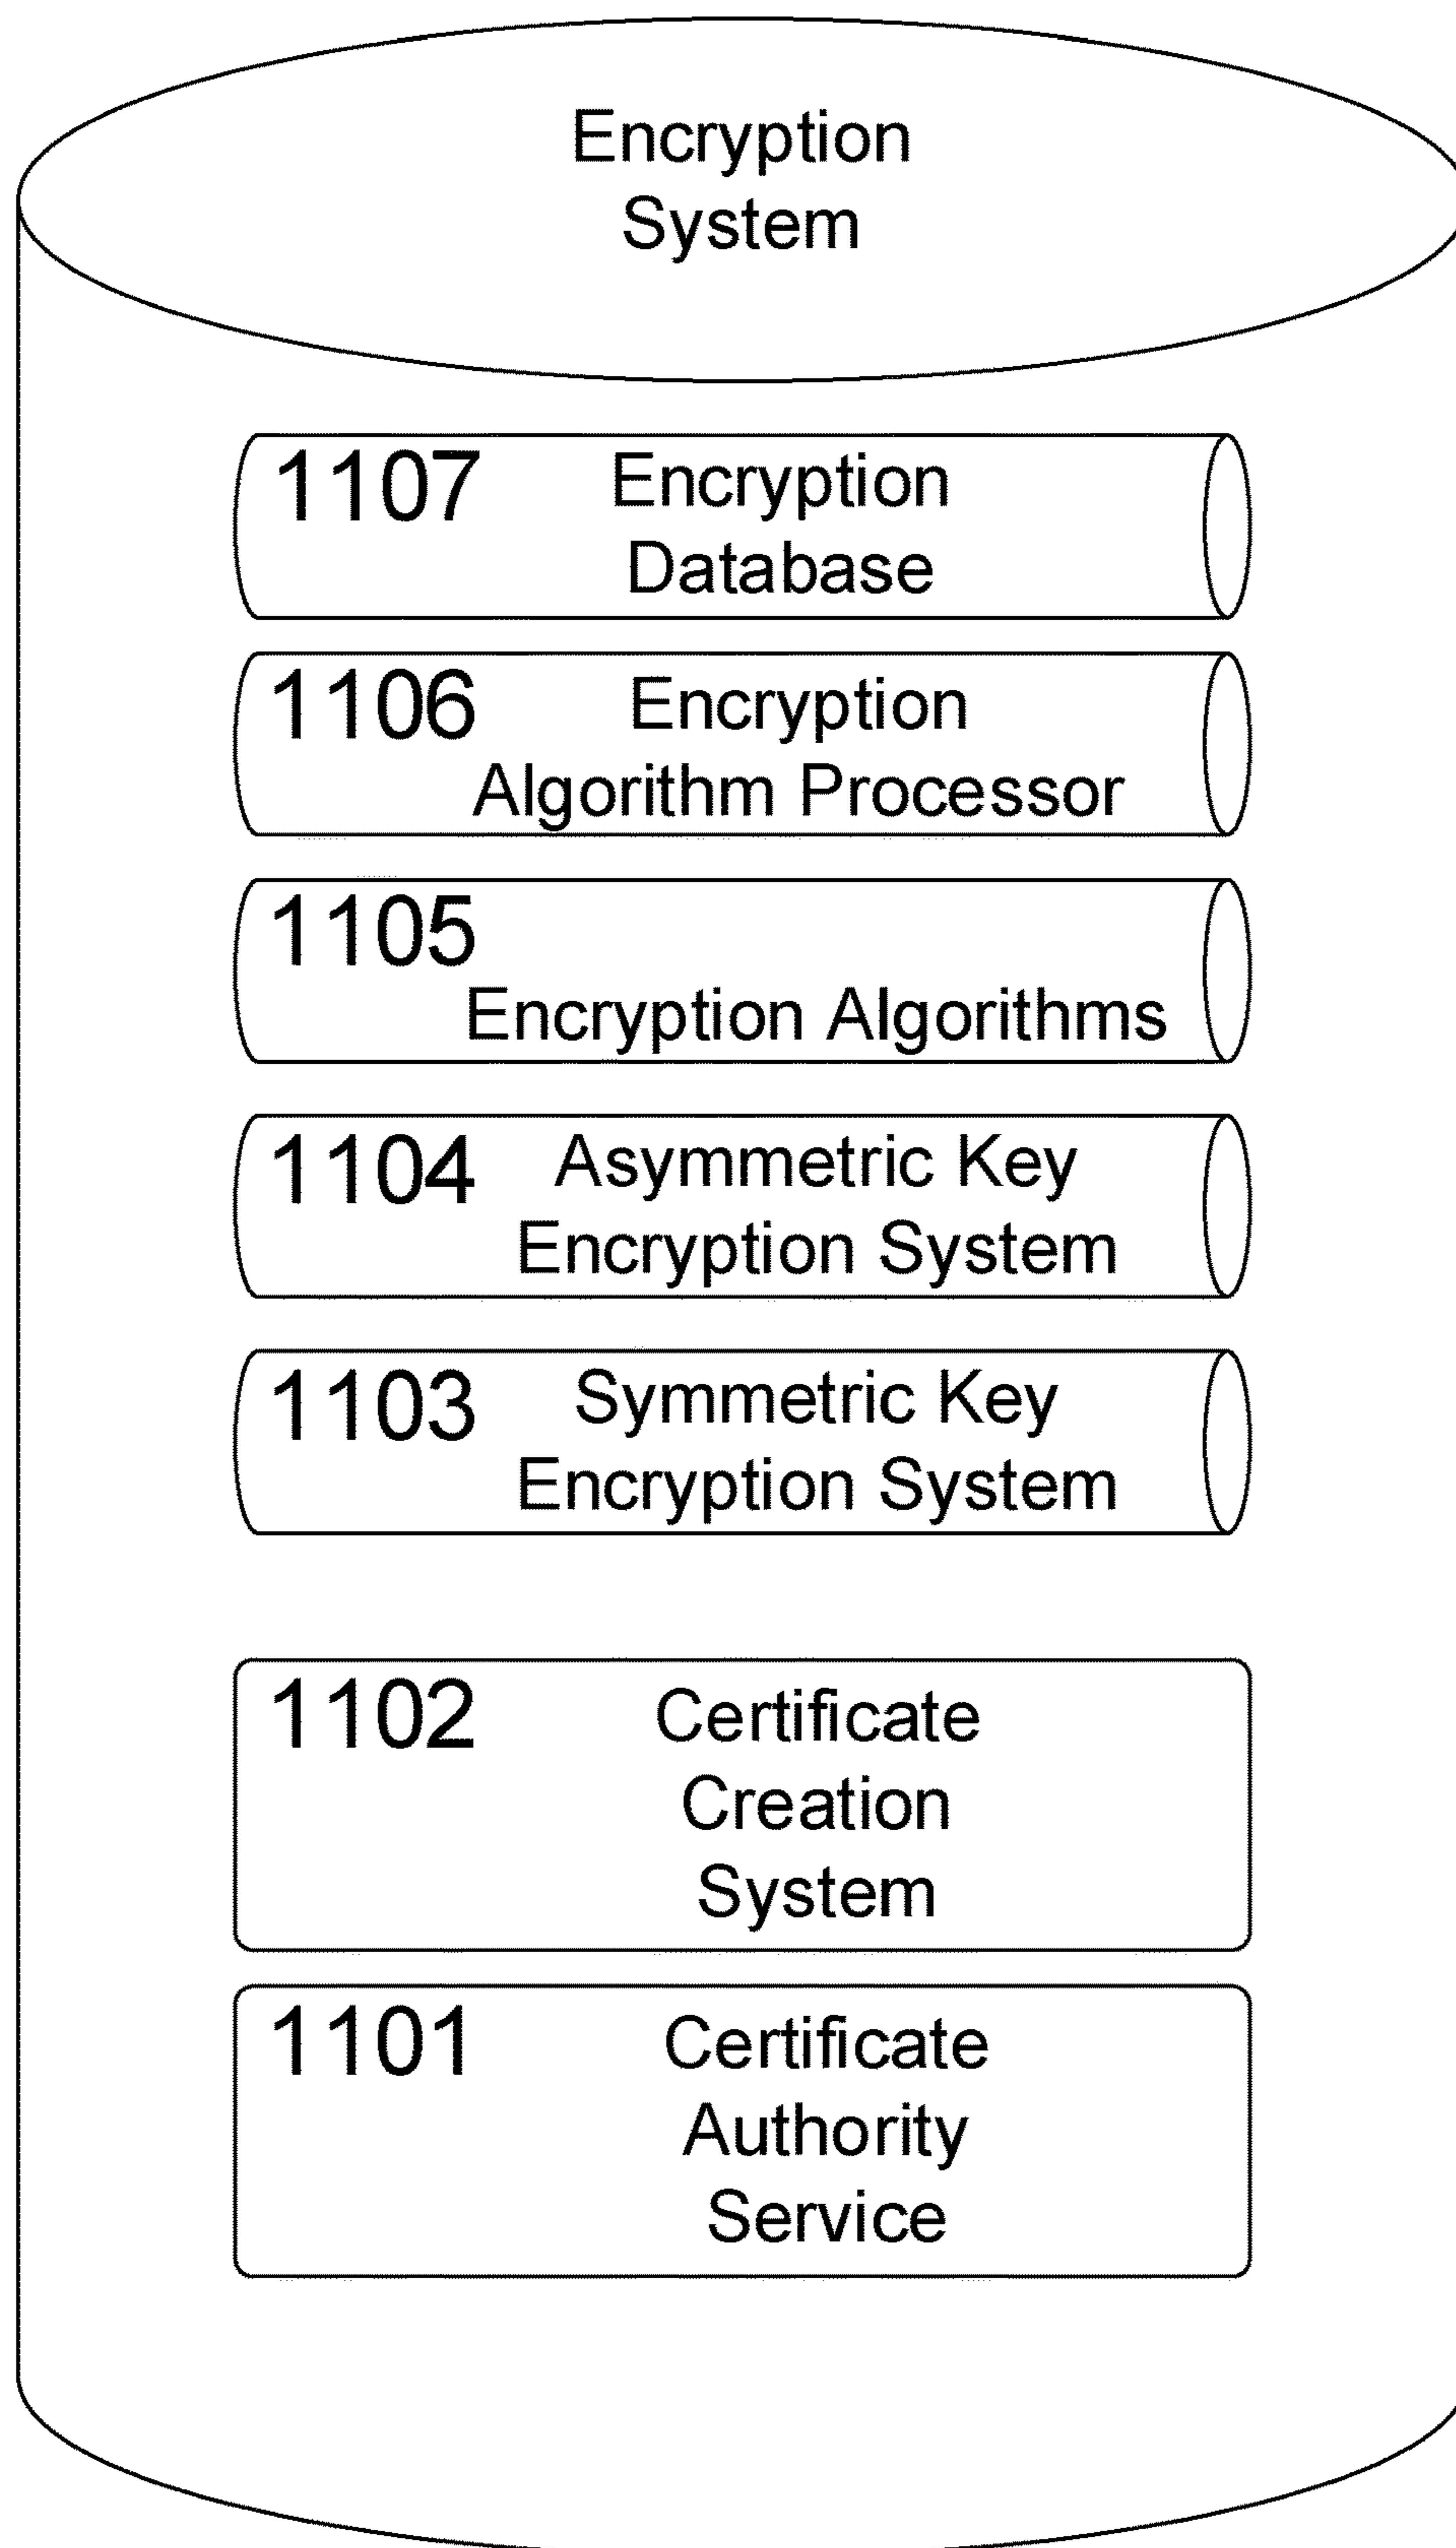 Encryption
System
1107 Encryption
Database
1106 Encryption
Algorithm Processor
1105
Encryption Algorithms
1104 Asymmetric Key
Encryption System
1103 Symmetric Key
Encryption System
1102 Certificate
Creation
System
1101 Certificate
Authority
Service